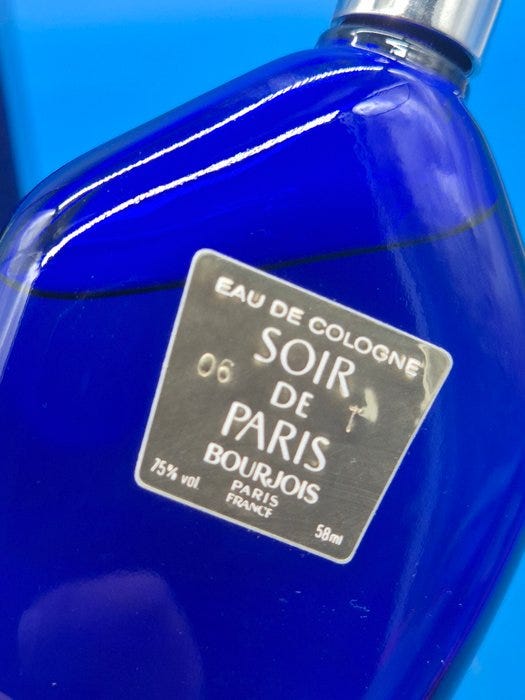 EAU DE COLOGNE
SOIR
06
DE
PARIS
BOURJOIS
75% vol.
PARIS
FRANCE
58ml